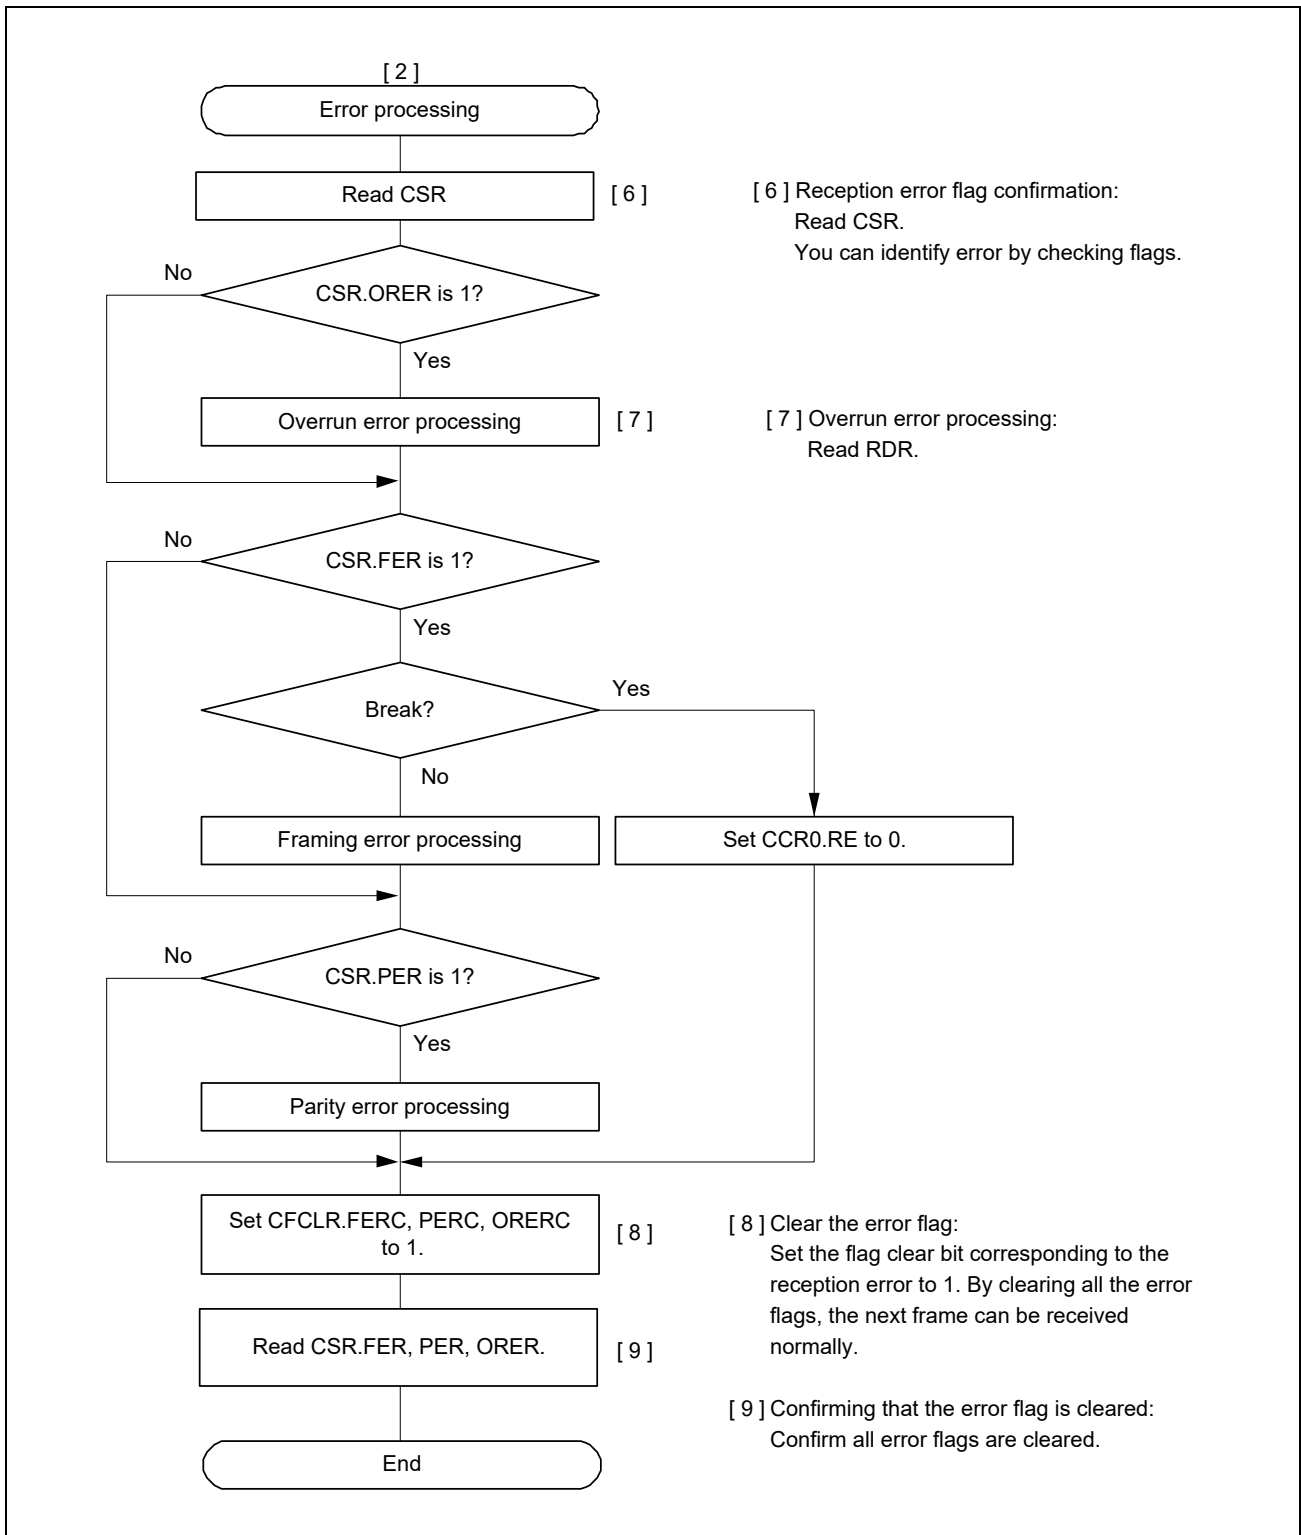 [ 2 ]
Error processing
Read CSR
[ 6 ]
[ 6 ] Reception error flag confirmation:
Read CSR.
You can identify error by checking flags.
No
CSR.ORER is 1?
Yes
Overrun error processing
[ 7 ]
[ 7 ] Overrun error processing:
Read RDR.
No
CSR.FER is 1?
Yes
Break?
Yes
No
Framing error processing
Set CCR0.RE to 0.
No
CSR.PER is 1?
Yes
Parity error processing
Set CFCLR.FERC, PERC, ORERC
to 1.
[ 8 ]
[ 8 ] Clear the error flag:
Set the flag clear bit corresponding to the
reception error to 1. By clearing all the error
flags, the next frame can be received
normally.
Read CSR.FER, PER, ORER.
[ 9 ]
[ 9 ] Confirming that the error flag is cleared:
Confirm all error flags are cleared.
End